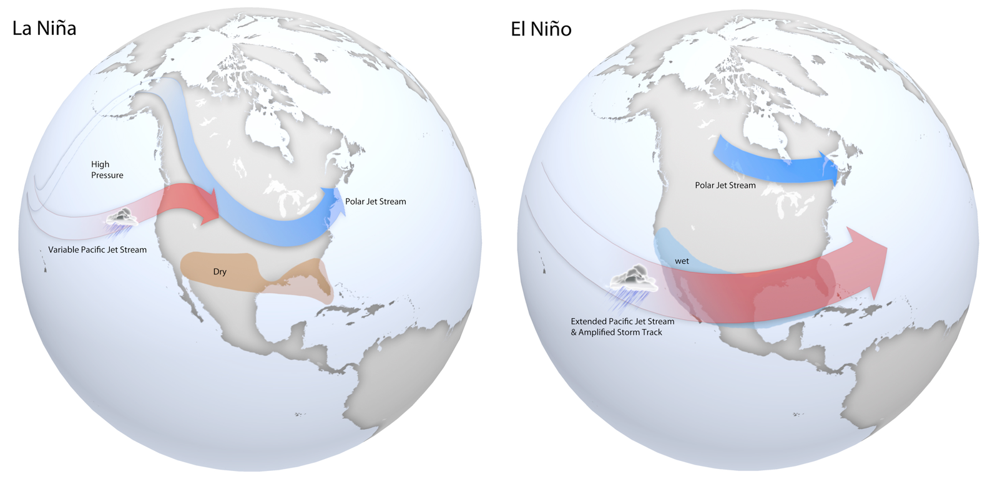 La Niña
High
Pressure
Polar Jet Stream
Variable Pacific Jet Stream
Dry
El Niño
Polar Jet Stream
wet
Extended Pacific Jet Stream
& Amplified Storm Track